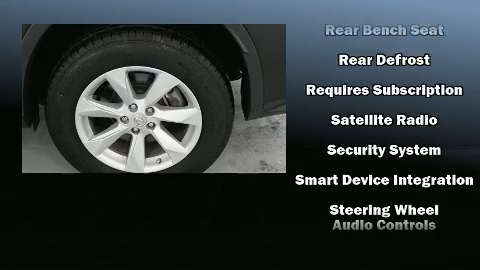 Rear Bench Seat
Rear Defrost
Requires Subscription
Satellite Radio
Security System
Smart Device Integration
Steering Wheel
Audio Controls